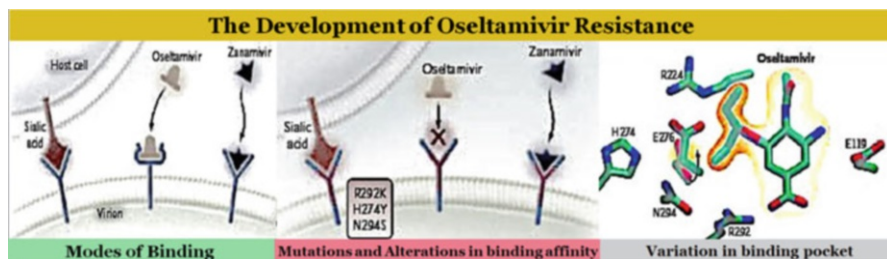 The Development of Oseltamivir Resistance
Host cell
Oseltamivir
Zanamivir
Sialic
acid
Virion
Modes of Binding
Zanamivir
Oseltamivir
Sialic
acid
R292K
H274Y
N294S
Mutations and Alterations in binding affinity
Oseltamivir
R224
H274
E276
E119
N294
R292
Variation in binding pocket